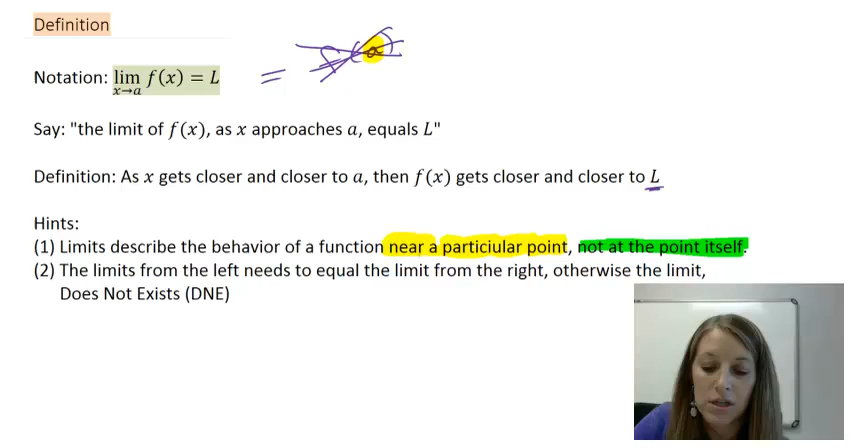 Definition
Notation: lim f(x) = L =
x→a
Say: "the limit of f(x), as x approaches a, equals L"
Definition: As x gets closer and closer to a, then f(x) gets closer and closer to L
Hints:
(1) Limits describe the behavior of a function near a particiular point, not at the point itself.
(2) The limits from the left needs to equal the limit from the right, otherwise the limit,
Does Not Exists (DNE)